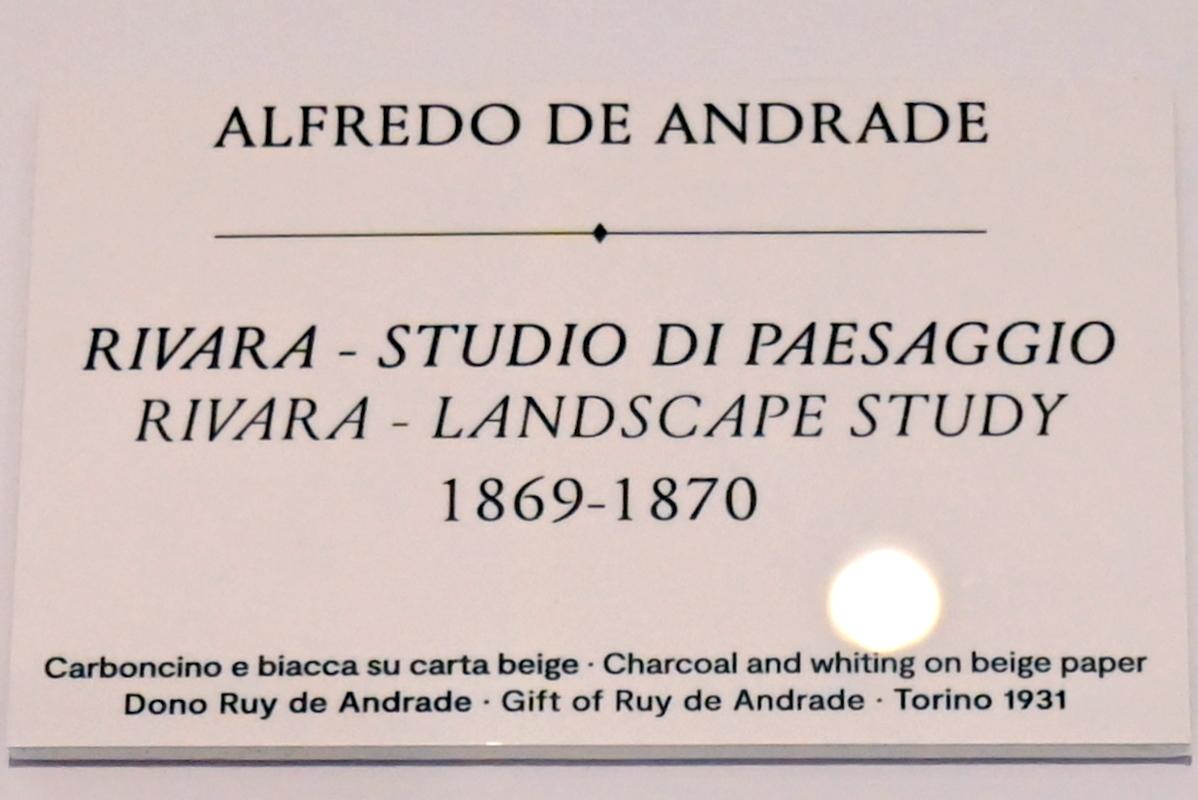 ALFREDO DE ANDRADE
RIVARA - STUDIO DI PAESAGGIO
RIVARA - LANDSCAPE STUDY
1869-1870
Carboncino e biacca su carta beige · Charcoal and whiting on beige paper
Dono Ruy de Andrade · Gift of Ruy de Andrade · Torino 1931